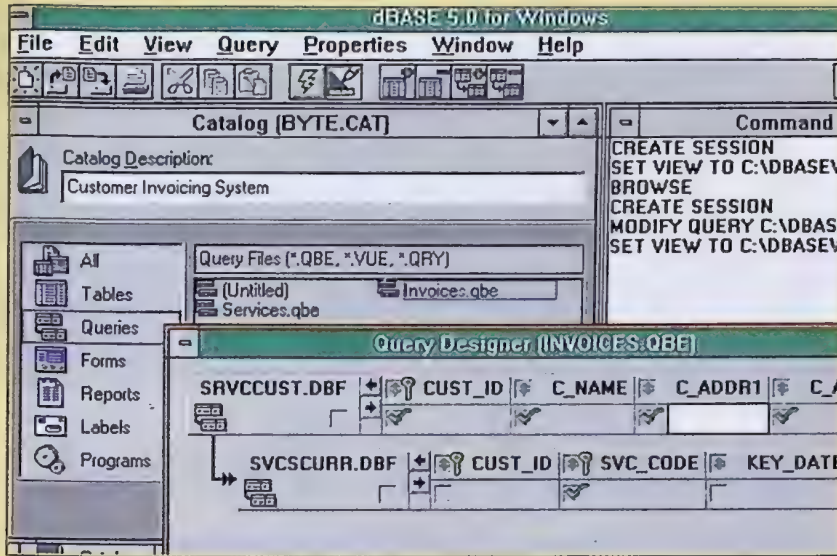 dBASE 5.0 for Windows
File Edit View Query Properties Window Help
Catalog (BYTE.CAT)
Catalog Description:
Customer Invoicing System
All
Tables
Queries
Forms
Reports
Labels
Programs
Query Files (*.QBE, *.VUE, *.QRY)
(Untitled) Invoices.qbe
Services.qbe
Command
CREATE SESSION
SET VIEW TO C:\DBASE\
BROWSE
CREATE SESSION
MODIFY QUERY C:\DBAS
SET VIEW TO C:\DBASE\
Query Designer (INVOICES.QBE)
SRVCCUST.DBF CUST_ID C_NAME C_ADDR1 C_A
SVCSCURR.DBF CUST_ID SVC_CODE KEY_DATE